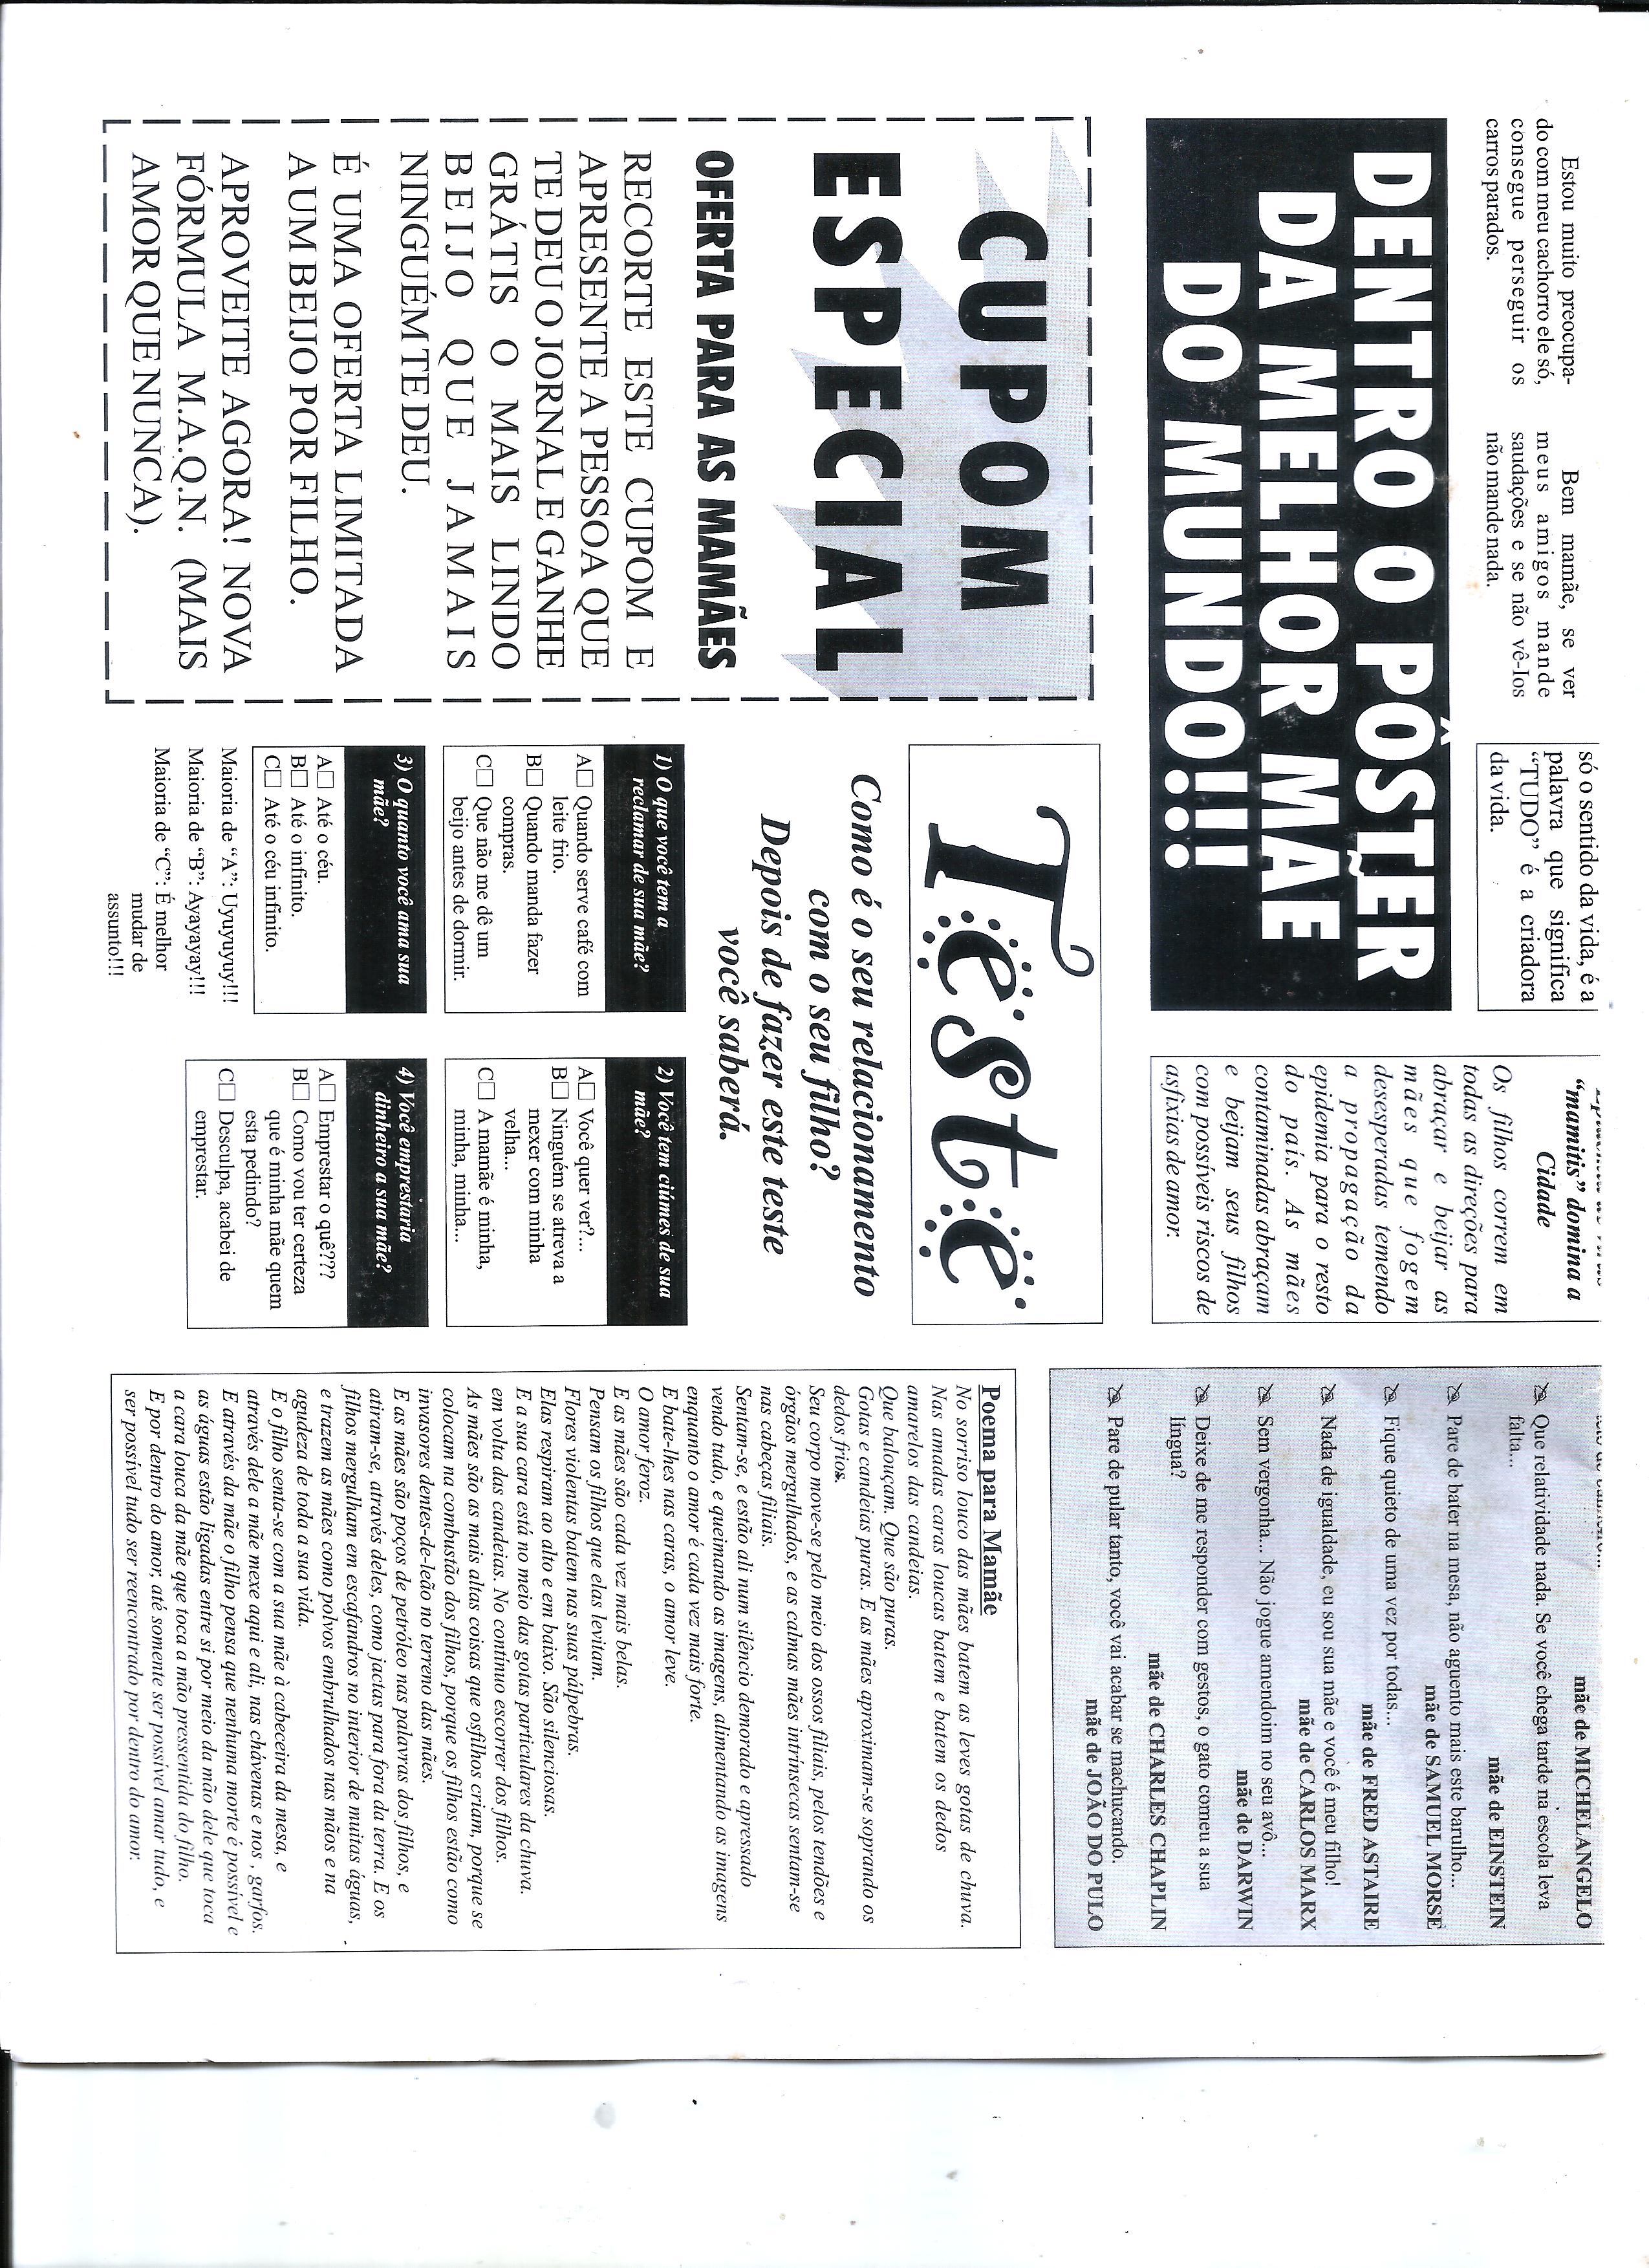 Estou muito preocupa-
do com meu cachorro ele só,
consegue perseguir os
carros parados.
Bem mamãe, se ver
meus amigos mande
saudações e se não vê-los
não mande nada.
DENTRO O PÔSTER
DA MELHOR MÃE
DO MUNDO!!!
só o sentido da vida, é a
palavra que significa
“TUDO” é a criadora
da vida.
“mamitis” domina a
Cidade
Os filhos correm em
todas as direções para
abraçar e beijar as
mães que fogem
desesperadas temendo
a propagação da
epidemia para o resto
do país. As mães
contaminadas abraçam
e beijam seus filhos
com possíveis riscos de
asfixias de amor.
mãe de MICHELANGELO
Que relatividade nada. Se você chega tarde na escola leva
falta...
mãe de EINSTEIN
Pare de bater na mesa, não aguento mais este barulho...
mãe de SAMUEL MORSE
Fique quieto de uma vez por todas...
mãe de FRED ASTAIRE
Nada de igualdade, eu sou sua mãe e você é meu filho!
mãe de CARLOS MARX
Sem vergonha... Não jogue amendoim no seu avô...
mãe de DARWIN
Deixe de me responder com gestos, o gato comeu a sua
língua?
mãe de CHARLES CHAPLIN
Pare de pular tanto, você vai acabar se machucando.
mãe de JOÃO DO PULO
CUPOM
ESPECIAL
OFERTA PARA AS MAMÃES
RECORTE ESTE CUPOM E
APRESENTE A PESSOA QUE
TE DEU O JORNAL E GANHE
GRÁTIS O MAIS LINDO
BEIJO QUE JAMAIS
NINGUÉM TE DEU.
É UMA OFERTA LIMITADA
A UM BEIJO POR FILHO.
APROVEITE AGORA! NOVA
FÓRMULA M.A.Q.N. (MAIS
AMOR QUE NUNCA).
Teste
Como é o seu relacionamento
com o seu filho?
Depois de fazer este teste
você saberá.
1) O que você tem a
reclamar de sua mãe?
A□ Quando serve café com
leite frio.
B□ Quando manda fazer
compras.
C□ Que não me dê um
beijo antes de dormir.
2) Você tem ciúmes de sua
mãe?
A□ Você quer ver?...
B□ Ninguém se atreva a
mexer com minha
velha...
C□ A mamãe é minha,
minha, minha...
3) O quanto você ama sua
mãe?
A□ Até o céu.
B□ Até o infinito.
C□ Até o céu infinito.
4) Você emprestaria
dinheiro a sua mãe?
A□ Emprestar o quê???
B□ Como vou ter certeza
que é minha mãe quem
esta pedindo?
C□ Desculpa, acabei de
emprestar.
Maioria de “A”: Uyuyuyuy!!!
Maioria de “B”: Ayayayay!!!
Maioria de “C”: É melhor
mudar de
assunto!!!
Poema para Mamãe
No sorriso louco das mães batem as leves gotas de chuva.
Nas amadas caras loucas batem e batem os dedos
amarelos das candeias.
Que balouçam. Que são puras.
Gotas e candeias puras. E as mães aproximam-se soprando os
dedos frios.
Seu corpo move-se pelo meio dos ossos filiais, pelos tendões e
órgãos mergulhados, e as calmas mães intrínsecas sentam-se
nas cabeças filiais.
Sentam-se, e estão ali num silêncio demorado e apressado
vendo tudo, e queimando as imagens, alimentando as imagens
enquanto o amor é cada vez mais forte.
E bate-lhes nas caras, o amor leve.
O amor feroz.
E as mães são cada vez mais belas.
Pensam os filhos que elas levitam.
Flores violentas batem nas suas pálpebras.
Elas respiram ao alto e em baixo. São silenciosas.
E a sua cara está no meio das gotas particulares da chuva.
em volta das candeias. No contínuo escorrer dos filhos.
As mães são as mais altas coisas que osfilhos criam, porque se
colocam na combustão dos filhos, porque os filhos estão como
invasores dentes-de-leão no terreno das mães.
E as mães são poços de petróleo nas palavras dos filhos, e
atiram-se, através deles, como jactas para fora da terra. E os
filhos mergulham em escafandros no interior de muitas águas,
e trazem as mães como polvos embrulhados nas mãos e na
agudeza de toda a sua vida.
E o filho senta-se com a sua mãe à cabeceira da mesa, e
através dele a mãe mexe aqui e ali, nas chávenas e nos , garfos.
E através da mãe o filho pensa que nenhuma morte é possível e
as águas estão ligadas entre si por meio da mão dele que toca
a cara louca da mãe que toca a mão pressentida do filho.
E por dentro do amor, até somente ser possível amar tudo, e
ser possível tudo ser reencontrado por dentro do amor.